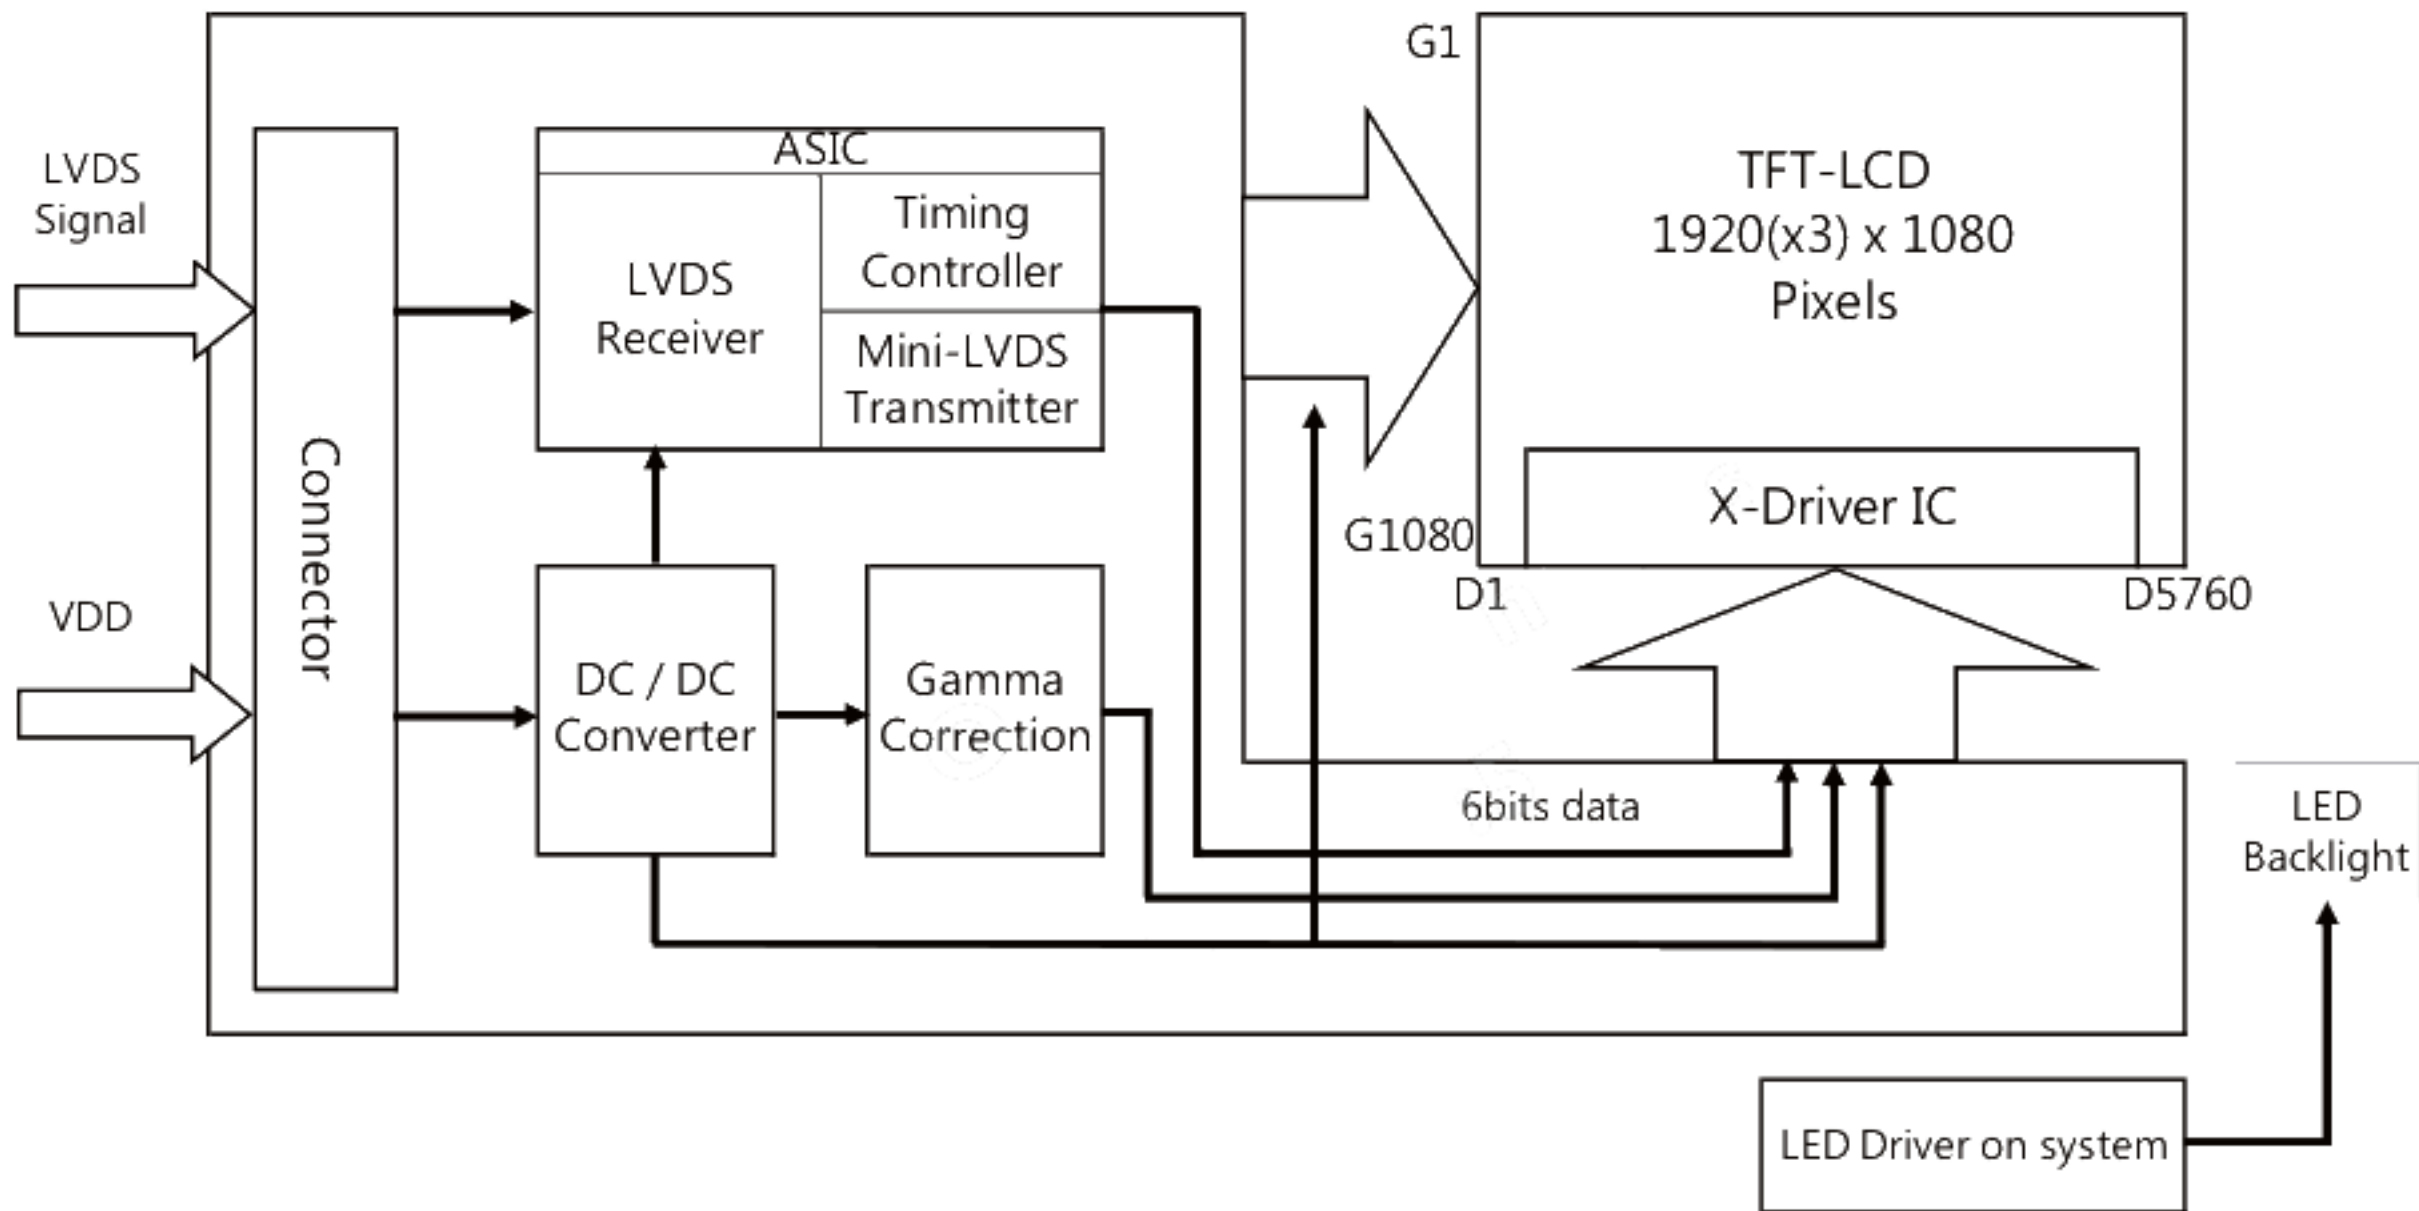 LVDS
Signal
VDD
Connector
ASIC
LVDS
Receiver
Timing
Controller
Mini-LVDS
Transmitter
DC / DC
Converter
Gamma
Correction
G1
G1080
TFT-LCD
1920(x3) x 1080
Pixels
X-Driver IC
D1
D5760
6bits data
LED
Backlight
LED Driver on system